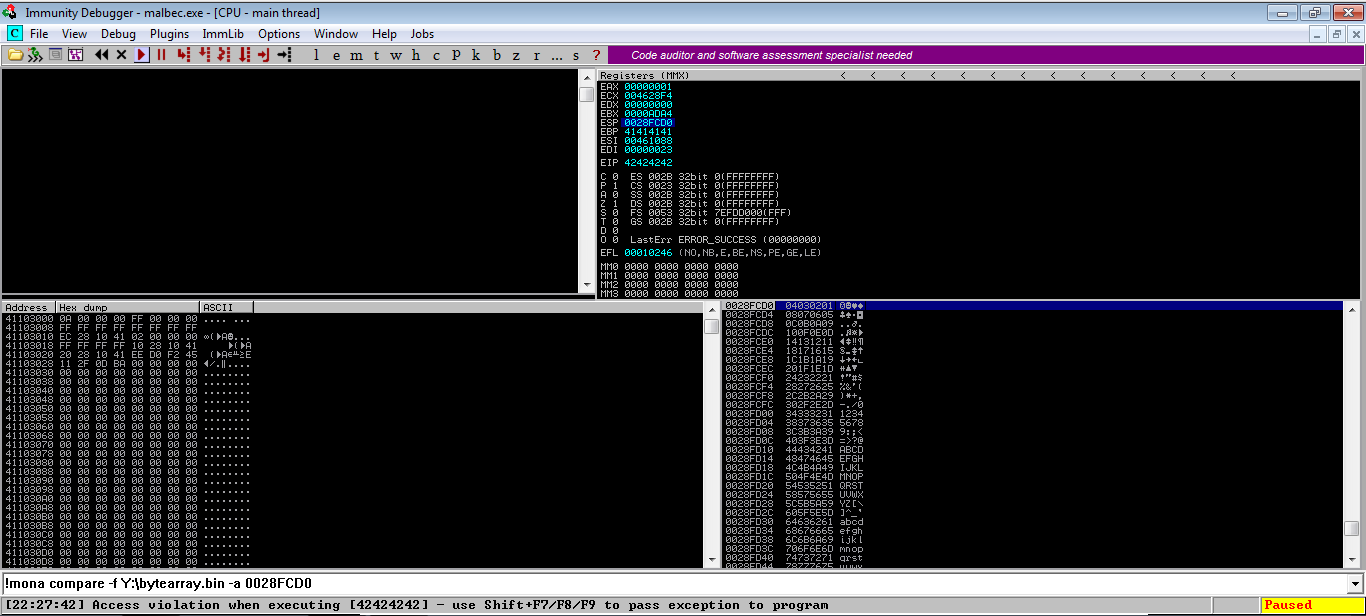 Immunity Debugger - malbec.exe - [CPU - main thread]
C File View Debug Plugins ImmLib Options Window Help Jobs
l e m t w h c P k b z r ... s ? Code auditor and software assessment specialist needed
Registers (MMX) < < < < < < < < < < < < < <
EAX 00000001
ECX 004628F4
EDX 00000000
EBX 0000ADA4
ESP 0028FCD0
EBP 41414141
ESI 00461088
EDI 00000023
EIP 42424242
C 0 ES 002B 32bit 0(FFFFFFFF)
P 1 CS 0023 32bit 0(FFFFFFFF)
A 0 SS 002B 32bit 0(FFFFFFFF)
Z 1 DS 002B 32bit 0(FFFFFFFF)
S 0 FS 0053 32bit 7EFDD000(FFF)
T 0 GS 002B 32bit 0(FFFFFFFF)
D 0
O 0 LastErr ERROR_SUCCESS (00000000)
EFL 00010246 (NO,NB,E,BE,NS,PE,GE,LE)
MM0 0000 0000 0000 0000
MM1 0000 0000 0000 0000
MM2 0000 0000 0000 0000
MM3 0000 0000 0000 0000
Address Hex dump ASCII
41103000 0A 00 00 00 FF 00 00 00 .... ...
41103008 FF FF FF FF FF FF FF FF
41103010 EC 28 10 41 02 00 00 00
41103018 FF FF FF FF 10 28 10 41
41103020 20 28 10 41 EE D0 F2 45
41103028 11 2F 0D BA 00 00 00 00
41103030 00 00 00 00 00 00 00 00 ........
41103038 00 00 00 00 00 00 00 00 ........
41103040 00 00 00 00 00 00 00 00 ........
41103048 00 00 00 00 00 00 00 00 ........
41103050 00 00 00 00 00 00 00 00 ........
41103058 00 00 00 00 00 00 00 00 ........
41103060 00 00 00 00 00 00 00 00 ........
41103068 00 00 00 00 00 00 00 00 ........
41103070 00 00 00 00 00 00 00 00 ........
41103078 00 00 00 00 00 00 00 00 ........
41103080 00 00 00 00 00 00 00 00 ........
41103088 00 00 00 00 00 00 00 00 ........
41103090 00 00 00 00 00 00 00 00 ........
41103098 00 00 00 00 00 00 00 00 ........
411030A0 00 00 00 00 00 00 00 00 ........
411030A8 00 00 00 00 00 00 00 00 ........
411030B0 00 00 00 00 00 00 00 00 ........
411030B8 00 00 00 00 00 00 00 00 ........
411030C0 00 00 00 00 00 00 00 00 ........
411030C8 00 00 00 00 00 00 00 00 ........
411030D0 00 00 00 00 00 00 00 00 ........
411030D8 00 00 00 00 00 00 00 00 ........
0028FCD0 04030201 ☺☻♥♦
0028FCD4 08070605
0028FCD8 0C0B0A09
0028FCDC 100F0E0D
0028FCE0 14131211 ◄↕‼¶
0028FCE4 18171615
0028FCE8 1C1B1A19
0028FCEC 201F1E1D
0028FCF0 24232221 !"#$
0028FCF4 28272625 %&'(
0028FCF8 2C2B2A29 )*+,
0028FCFC 302F2E2D -./0
0028FD00 34333231 1234
0028FD04 38373635 5678
0028FD08 3C3B3A39 9:;<
0028FD0C 403F3E3D =>?@
0028FD10 44434241 ABCD
0028FD14 48474645 EFGH
0028FD18 4C4B4A49 IJKL
0028FD1C 504F4E4D MNOP
0028FD20 54535251 QRST
0028FD24 58575655 UVWX
0028FD28 5C5B5A59 YZ[\
0028FD2C 605F5E5D ]^_`
0028FD30 64636261 abcd
0028FD34 68676665 efgh
0028FD38 6C6B6A69 ijkl
0028FD3C 706F6E6D mnop
0028FD40 74737271 qrst
0028FD44 78777675 uvwx
!mona compare -f Y:\bytearray.bin -a 0028FCD0
[22:27:42] Access violation when executing [42424242] - use Shift+F7/F8/F9 to pass exception to program
Paused